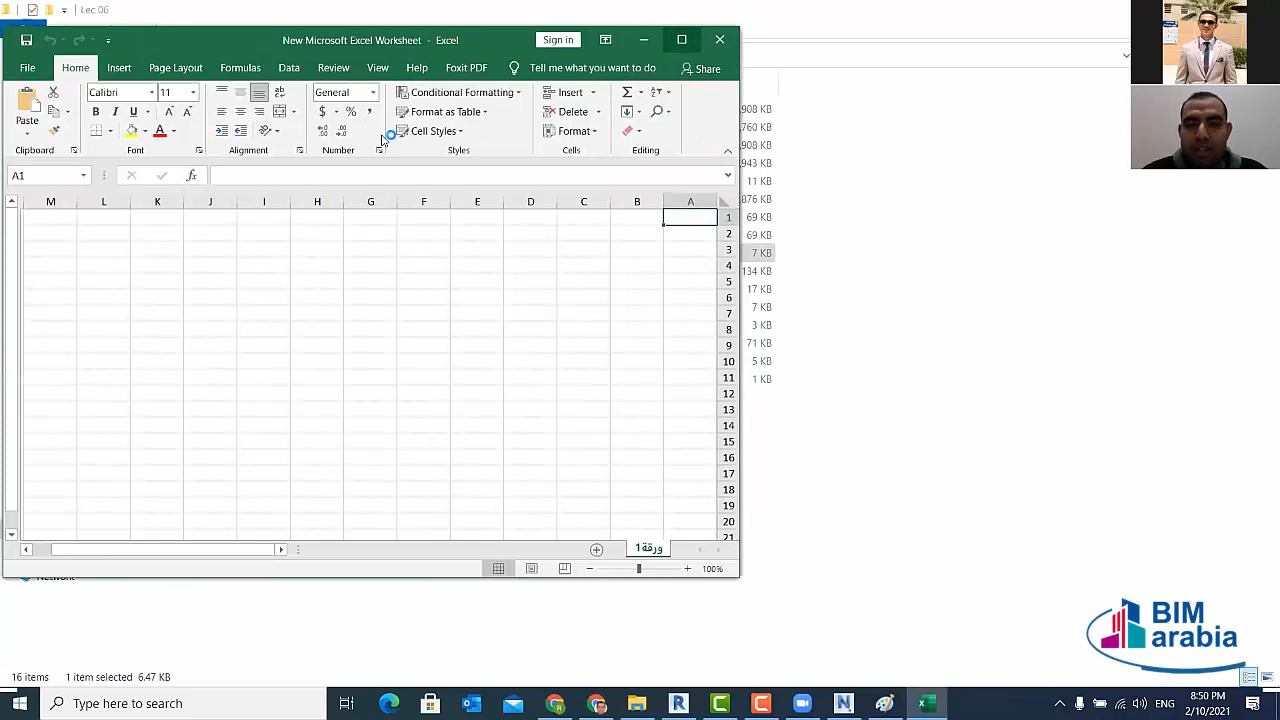 Lec 06
New Microsoft Excel Worksheet - Excel
Sign in
File Home Insert Page Layout Formulas Data Review View Help Foxit PDF Tell me what you want to do Share
Calibri 11 General Conditional Formatting Insert
Paste $ % , Format as Table Delete
B I U Cell Styles Format
Clipboard Font Alignment Number Styles Cells Editing
A1 fx
M L K J I H G F E D C B A
1
2
3
4
5
6
7
8
9
10
11
12
13
14
15
16
17
18
19
20
21
908 KB
760 KB
908 KB
943 KB
11 KB
876 KB
69 KB
69 KB
7 KB
134 KB
17 KB
7 KB
3 KB
71 KB
5 KB
1 KB
ورقة1
100%
Network
BIM
arabia
16 items 1 item selected 6.47 KB
Type here to search
ENG
8:50 PM
2/10/2021